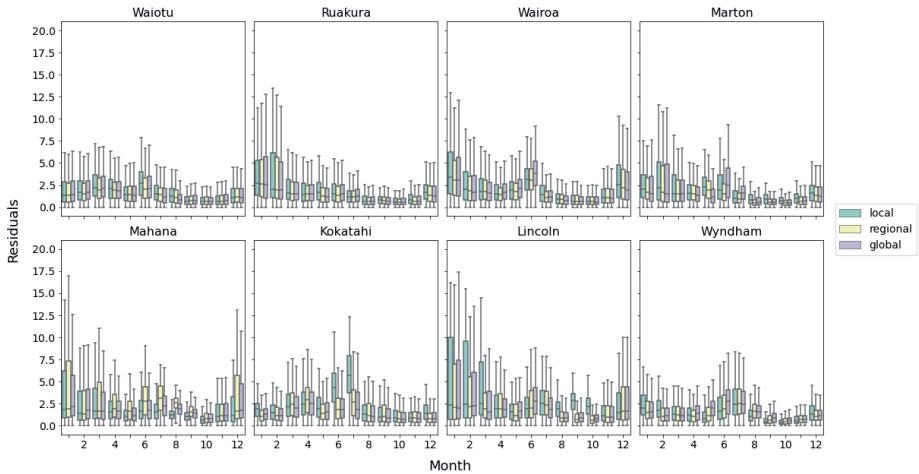 Waiotu Ruakura Wairoa Marton
20.0
17.5
15.0
12.5
10.0
7.5
5.0
2.5
0.0
Mahana Kokatahi Lincoln Wyndham
20.0
17.5
15.0
12.5
10.0
7.5
5.0
2.5
0.0
2 4 6 8 10 12 2 4 6 8 10 12 2 4 6 8 10 12 2 4 6 8 10 12
Residuals
Month
local
regional
global